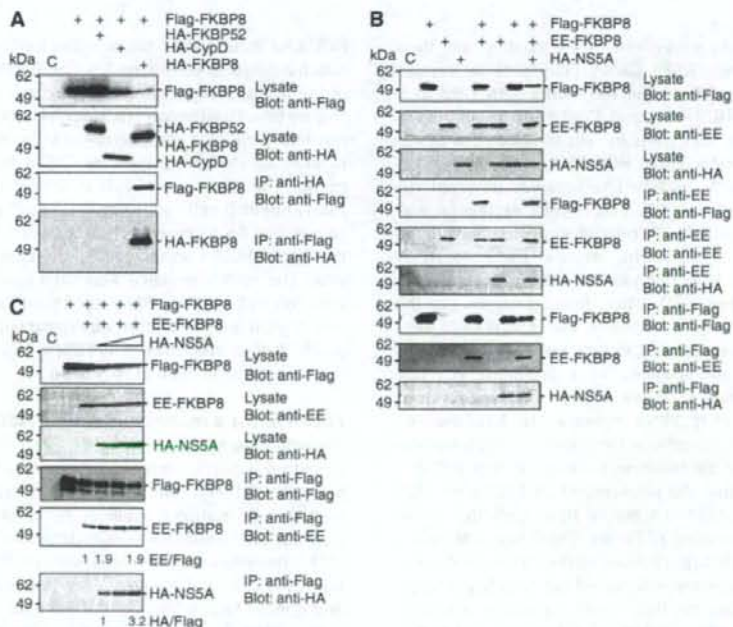 A
+ + + + Flag-FKBP8
+ HA-FKBP52
+ HA-CypD
+ HA-FKBP8
kDa C
62
49
Flag-FKBP8
Lysate
Blot: anti-Flag
62
49
HA-FKBP52
HA-FKBP8
HA-CypD
Lysate
Blot: anti-HA
62
49
Flag-FKBP8
IP: anti-HA
Blot: anti-Flag
62
49
HA-FKBP8
IP: anti-Flag
Blot: anti-HA
B
+ + + + Flag-FKBP8
+ + + + EE-FKBP8
+ + + + HA-NS5A
kDa C
62
49
Flag-FKBP8
Lysate
Blot: anti-Flag
62
49
EE-FKBP8
Lysate
Blot: anti-EE
62
49
HA-NS5A
Lysate
Blot: anti-HA
62
49
Flag-FKBP8
IP: anti-EE
Blot: anti-Flag
62
49
EE-FKBP8
IP: anti-EE
Blot: anti-EE
62
49
HA-NS5A
IP: anti-EE
Blot: anti-HA
62
49
Flag-FKBP8
IP: anti-Flag
Blot: anti-Flag
62
49
EE-FKBP8
IP: anti-Flag
Blot: anti-EE
62
49
HA-NS5A
IP: anti-Flag
Blot: anti-HA
C
+ + + + + Flag-FKBP8
+ + + + EE-FKBP8
HA-NS5A
kDa C
62
49
Flag-FKBP8
Lysate
Blot: anti-Flag
62
49
EE-FKBP8
Lysate
Blot: anti-EE
62
49
HA-NS5A
Lysate
Blot: anti-HA
62
49
Flag-FKBP8
IP: anti-Flag
Blot: anti-Flag
62
49
EE-FKBP8
IP: anti-Flag
Blot: anti-EE
1 1.9 1.9 EE/Flag
62
49
HA-NS5A
IP: anti-Flag
Blot: anti-HA
1 3.2 HA/Flag